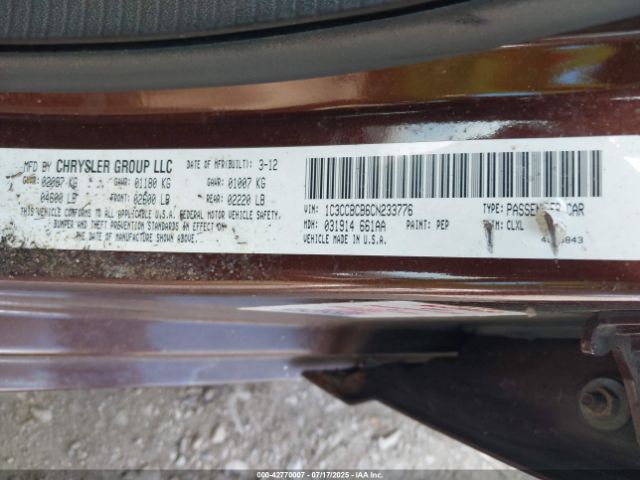 MFD BY CHRYSLER GROUP LLC DATE OF MFR(BUILT): 3-12
GVWR: 02087 KG GAWR 01180 KG GAWR 01007 KG
04600 LB FRONT: 02600 LB REAR: 02220 LB
THIS VEHICLE CONFORMS TO ALL APPLICABLE U.S.A. FEDERAL MOTOR VEHICLE SAFETY,
BUMPER AND THEFT PREVENTION STANDARDS IN EFFECT
ON THE DATE OF MANUFACTURE SHOWN ABOVE.
VIN: 1C3CCBCB6CN233776 TYPE: PASSENGER CAR
MDH: 031914 661AA PAINT: PEP TRIM: CLXL
VEHICLE MADE IN U.S.A.
000-42770007 - 07/17/2025 - © IAA Holdings, LLC